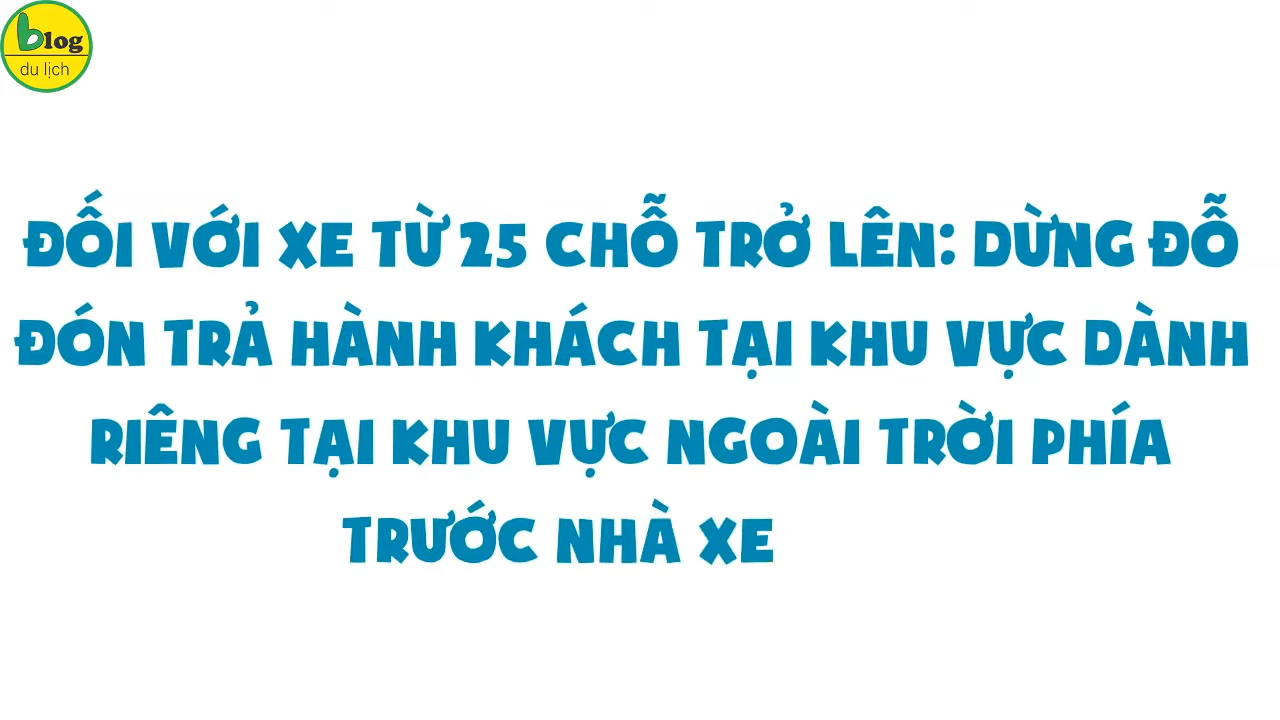 blog
du lịch
ĐỐI VỚI XE TỪ 25 CHỖ TRỞ LÊN: DỪNG ĐỖ
ĐÓN TRẢ HÀNH KHÁCH TẠI KHU VỰC DÀNH
RIÊNG TẠI KHU VỰC NGOÀI TRỜI PHÍA
TRƯỚC NHÀ XE